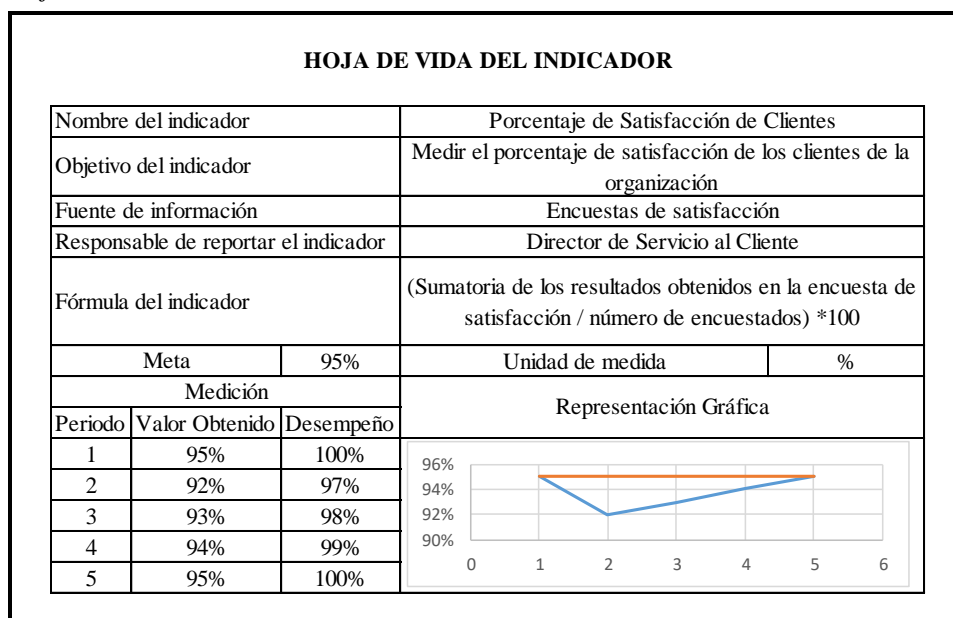 HOJA DE VIDA DEL INDICADOR
Nombre del indicador
Porcentaje de Satisfacción de Clientes
Objetivo del indicador
Medir el porcentaje de satisfacción de los clientes de la
organización
Fuente de información
Encuestas de satisfacción
Responsable de reportar el indicador
Director de Servicio al Cliente
Fórmula del indicador
(Sumatoria de los resultados obtenidos en la encuesta de
satisfacción / número de encuestados) *100
Meta
95%
Unidad de medida
%
Medición
Representación Gráfica
Periodo
Valor Obtenido
Desempeño
1
95%
100%
2
92%
97%
3
93%
98%
4
94%
99%
5
95%
100%
96%
94%
92%
90%
0
1
2
3
4
5
6